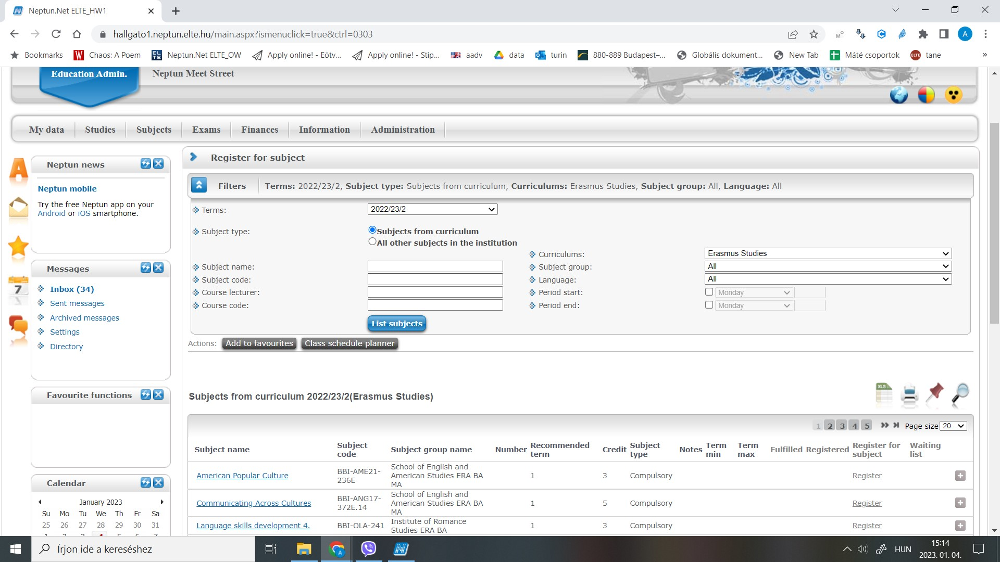 Neptun.Net ELTE_HW1
hallgato1.neptun.elte.hu/main.aspx?ismenuclick=true&ctrl=0303
A
Bookmarks Chaos: A Poem Neptun.Net ELTE_OW Apply online! - Eötv... Apply online! - Stip... aadv data turin 880-889 Budapest-... Globális dokument... New Tab Máté csoportok tane »
Education Admin. Neptun Meet Street
My data Studies Subjects Exams Finances Information Administration
Neptun news
Neptun mobile
Try the free Neptun app on your
Android or iOS smartphone.
Messages
Inbox (34)
Sent messages
Archived messages
Settings
Directory
Favourite functions
Calendar
January 2023
Su Mo Tu We Th Fr Sa
25 26 27 28 29 30 31
Register for subject
Filters Terms: 2022/23/2, Subject type: Subjects from curriculum, Curriculums: Erasmus Studies, Subject group: All, Language: All
Terms: 2022/23/2
Subject type: Subjects from curriculum
All other subjects in the institution
Curriculums: Erasmus Studies
Subject name: Subject group: All
Subject code: Language: All
Course lecturer: Period start: Monday
Course code: Period end: Monday
List subjects
Actions: Add to favourites Class schedule planner
Subjects from curriculum 2022/23/2(Erasmus Studies)
XLS
1 2 3 4 5 Page size 20
Subject name Subject code Subject group name Number Recommended term Credit Subject type Notes Term min Term max Fulfilled Registered Register for subject Waiting list
American Popular Culture BBI-AME21-236E School of English and American Studies ERA BA MA 1 3 Compulsory Register
Communicating Across Cultures BBI-ANG17-372E.14 School of English and American Studies ERA BA MA 1 5 Compulsory Register
Language skills development 4. BBI-OLA-241 Institute of Romance Studies ERA BA 1 3 Compulsory Register
Írjon ide a kereséshez
HUN
15:14
2023. 01. 04.